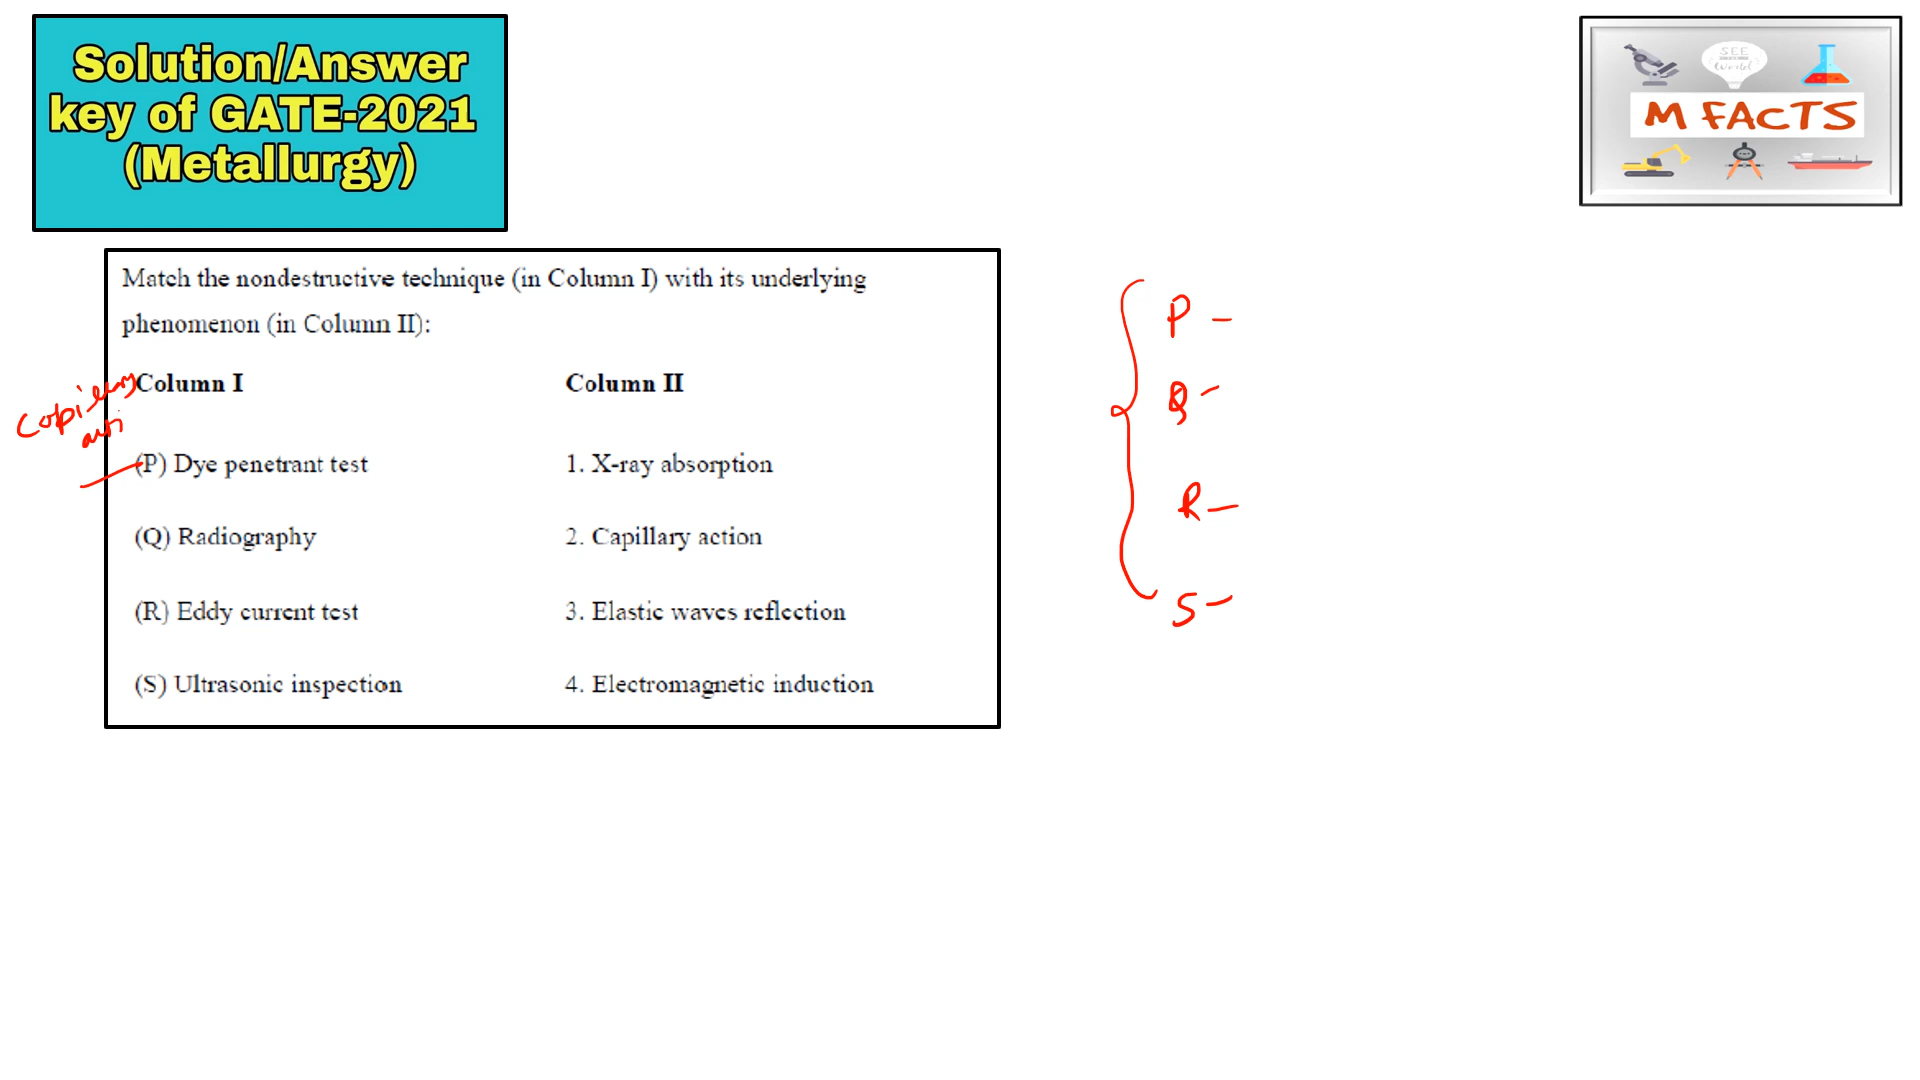 Solution/Answer
key of GATE-2021
(Metallurgy)
SEE
World
M FACTS
Match the nondestructive technique (in Column I) with its underlying
phenomenon (in Column II):
Column I Column II
(P) Dye penetrant test 1. X-ray absorption
(Q) Radiography 2. Capillary action
(R) Eddy current test 3. Elastic waves reflection
(S) Ultrasonic inspection 4. Electromagnetic induction
P -
Q -
R -
S -